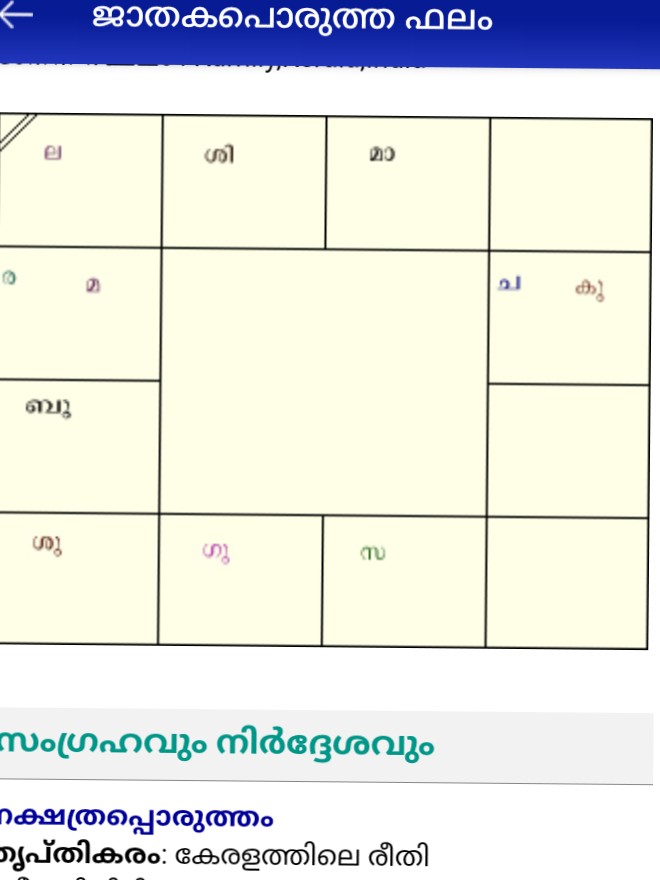 ജാതകപൊരുത്ത ഫലം
ല ശി മാ
ര മ ച കു
ബു
ശു ഗു സ
സംഗ്രഹവും നിർദ്ദേശവും
നക്ഷത്രപ്പൊരുത്തം
തൃപ്തികരം: കേരളത്തിലെ രീതി